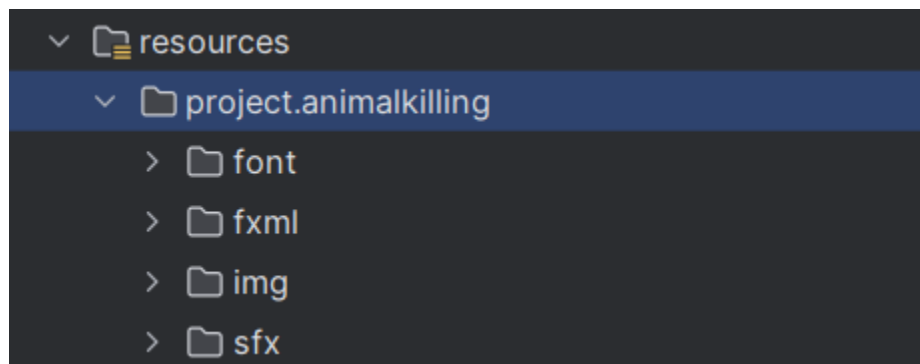 resources
project.animalkilling
font
fxml
img
sfx